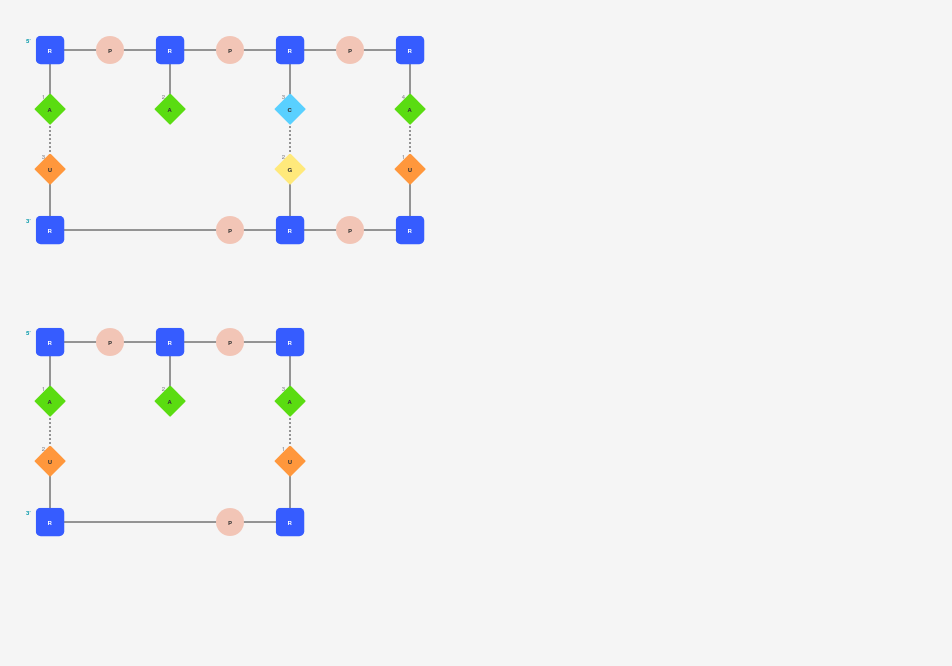 5' R P R P R P R
1 2 3 4
A A C A
3 2 1
U G U
3' R P R P R
5' R P R P R
1 2 3
A A A
2 1
U U
3' R P R